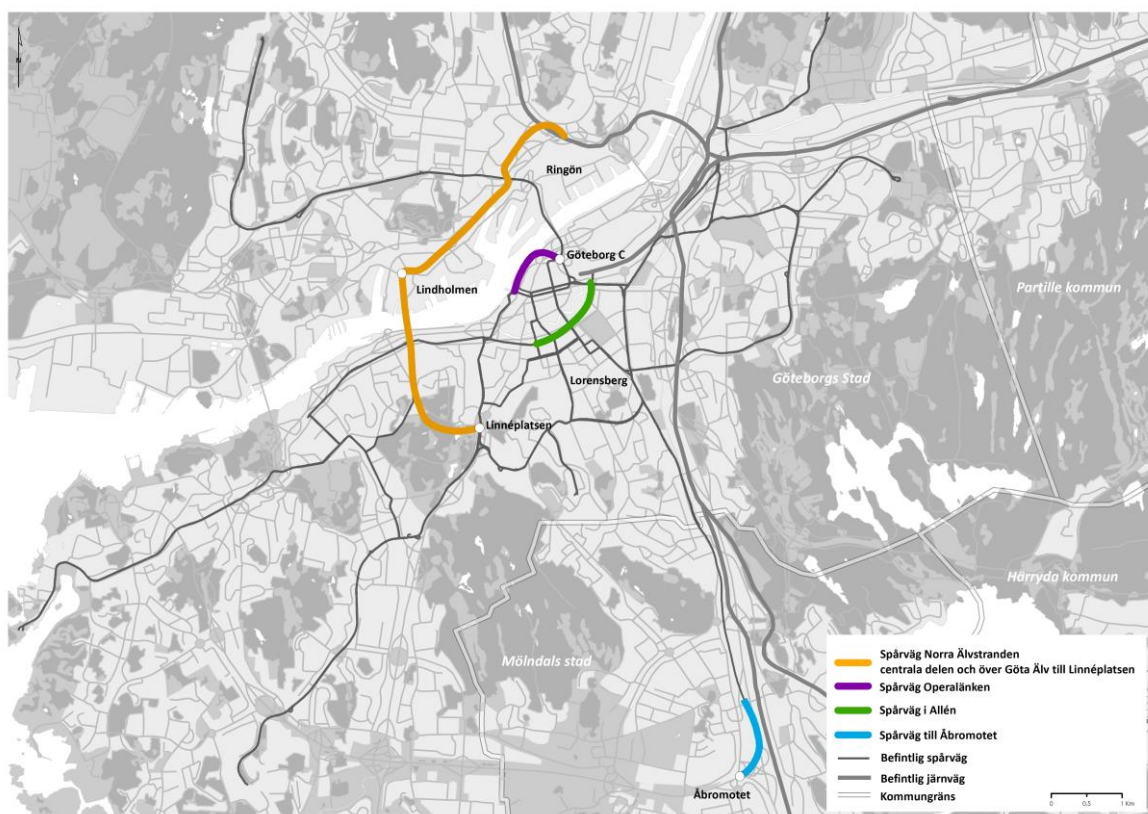 N
Ringön
Göteborg C
Lindholmen
Partille kommun
Göteborgs Stad
Lorensberg
Linnéplatsen
Härryda kommun
Mölndals stad
Åbromotet
Spårväg Norra Älvstranden
centrala delen och över Göta Älv till Linnéplatsen
Spårväg Operalänken
Spårväg i Allén
Spårväg till Åbromotet
Befintlig spårväg
Befintlig järnväg
Kommungräns
0 0,5 1 Km